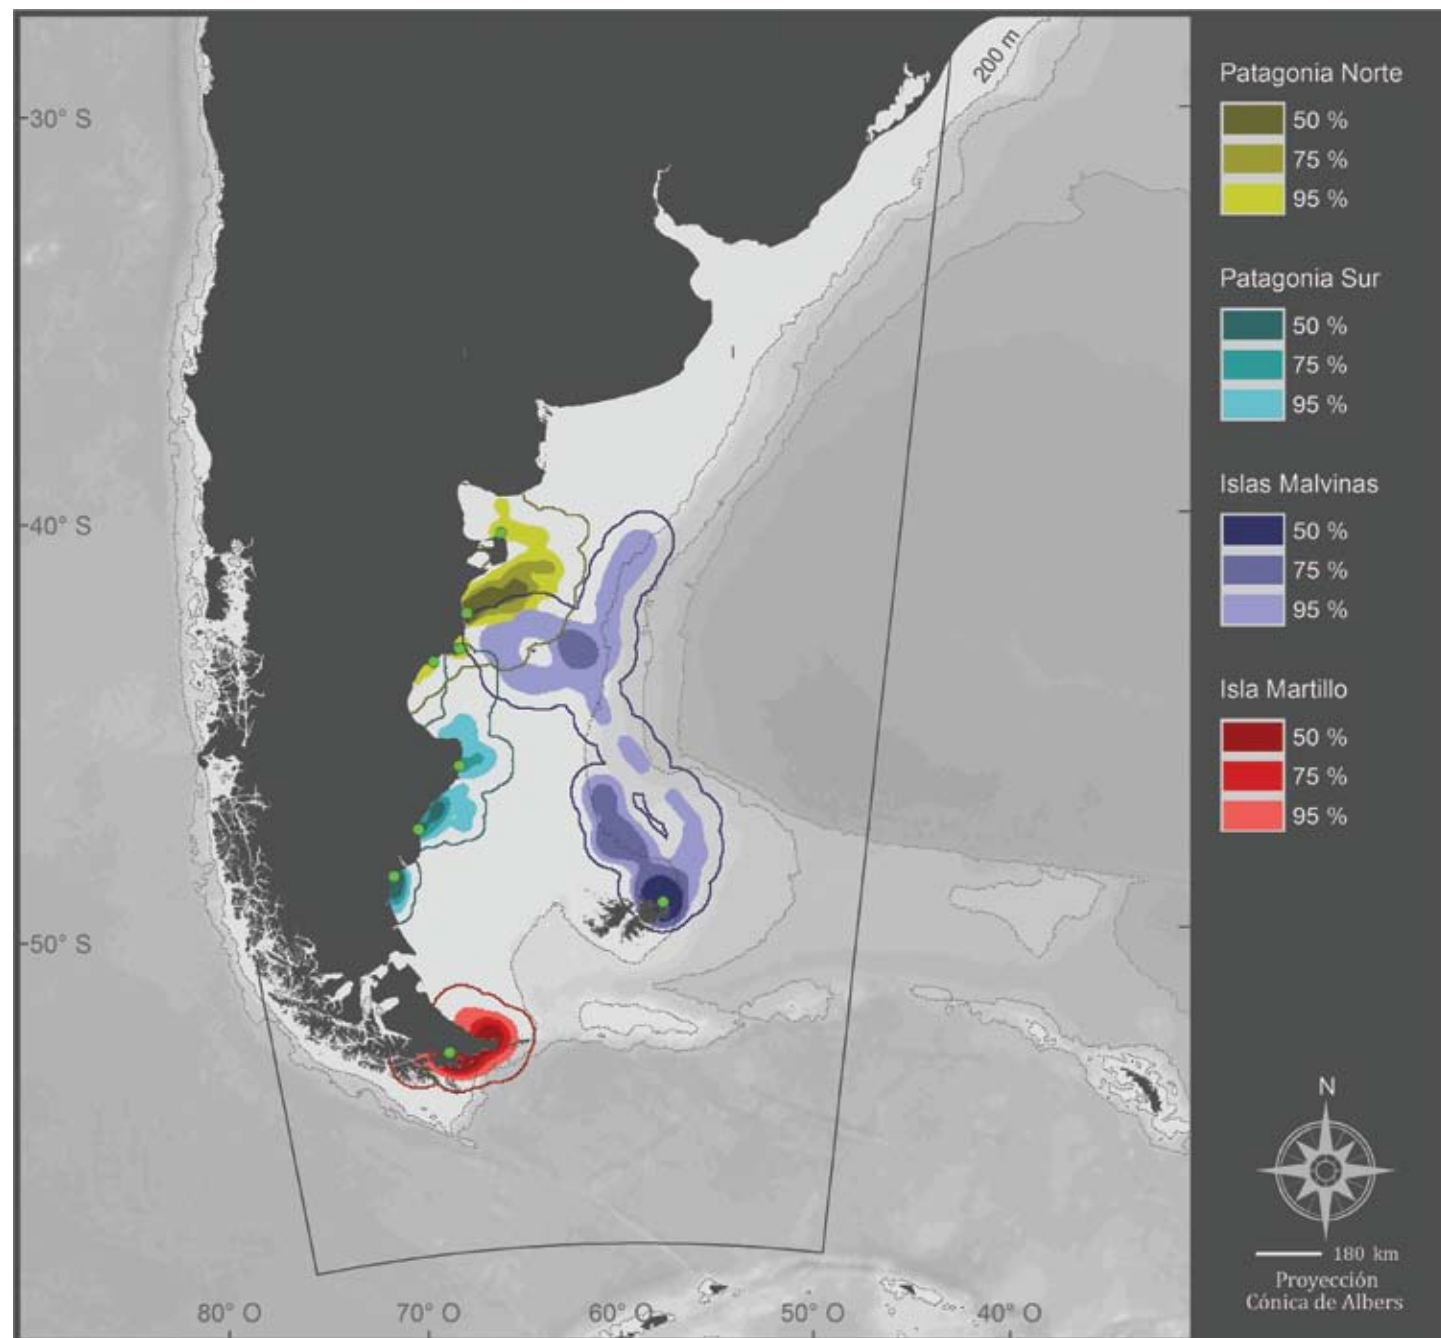 200 m
30° S
40° S
50° S
80° O
70° O
60° O
50° O
40° O
Patagonia Norte
50 %
75 %
95 %
Patagonia Sur
50 %
75 %
95 %
Islas Malvinas
50 %
75 %
95 %
Isla Martillo
50 %
75 %
95 %
N
180 km
Proyección
Cónica de Albers